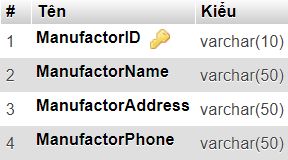 # Tên Kiểu
1 ManufactorID varchar(10)
2 ManufactorName varchar(50)
3 ManufactorAddress varchar(50)
4 ManufactorPhone varchar(50)